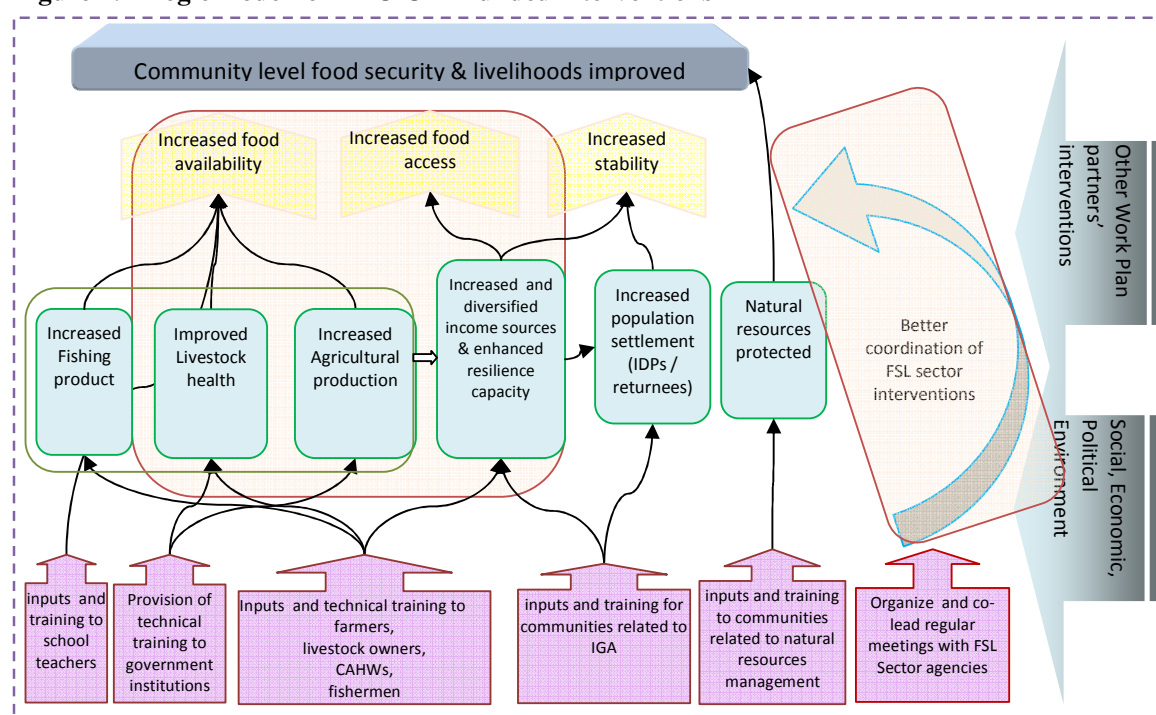 Community level food security & livelihoods improved
Increased food
availability
Increased food
access
Increased
stability
Increased
Fishing
product
Improved
Livestock
health
Increased
Agricultural
production
Increased and
diversified
income sources
& enhanced
resilience
capacity
Increased
population
settlement
(IDPs /
returnees)
Natural
resources
protected
Better
coordination of
FSL sector
interventions
Other Work Plan
partners'
interventions
Social, Economic,
Political
Environment
inputs and
training to
school
teachers
Provision of
technical
training to
government
institutions
Inputs and technical training to
farmers,
livestock owners,
CAHWs,
fishermen
inputs and training for
communities related to
IGA
inputs and training
to communities
related to natural
resources
management
Organize and co-
lead regular
meetings with FSL
Sector agencies